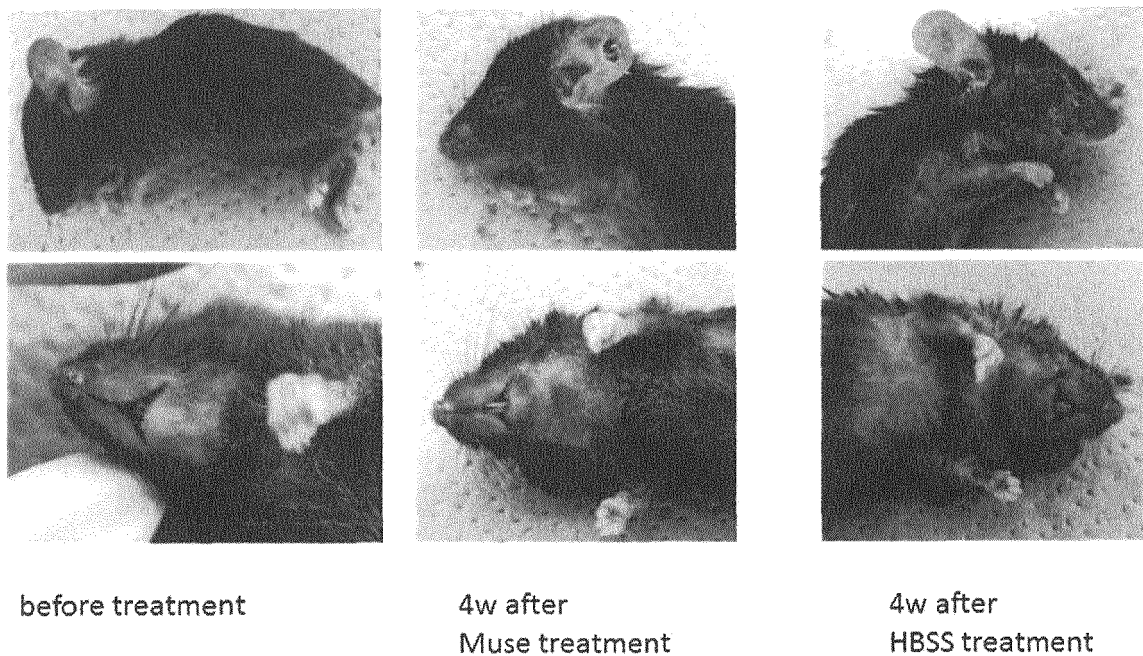 before treatment
4w after
Muse treatment
4w after
HBSS treatment